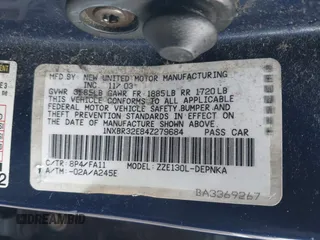 MFD. BY: NEW UNITED MOTOR MANUFACTURING
INC. 11/03
GVWR 3585LB GAWR FR 1885LB RR 1720LB
THIS VEHICLE CONFORMS TO ALL APPLICABLE
FEDERAL MOTOR VEHICLE SAFETY, BUMPER AND
THEFT PREVENTION STANDARDS IN EFFECT ON
THE DATE OF MANUFACTURE SHOWN ABOVE.
1NXBR32E84Z279684 PASS CAR
C/TR: 8P4/FA11 MODEL: ZZE130L-DEPNKA
A/TM: -02A/A245E
BA3369267
DREAMBID